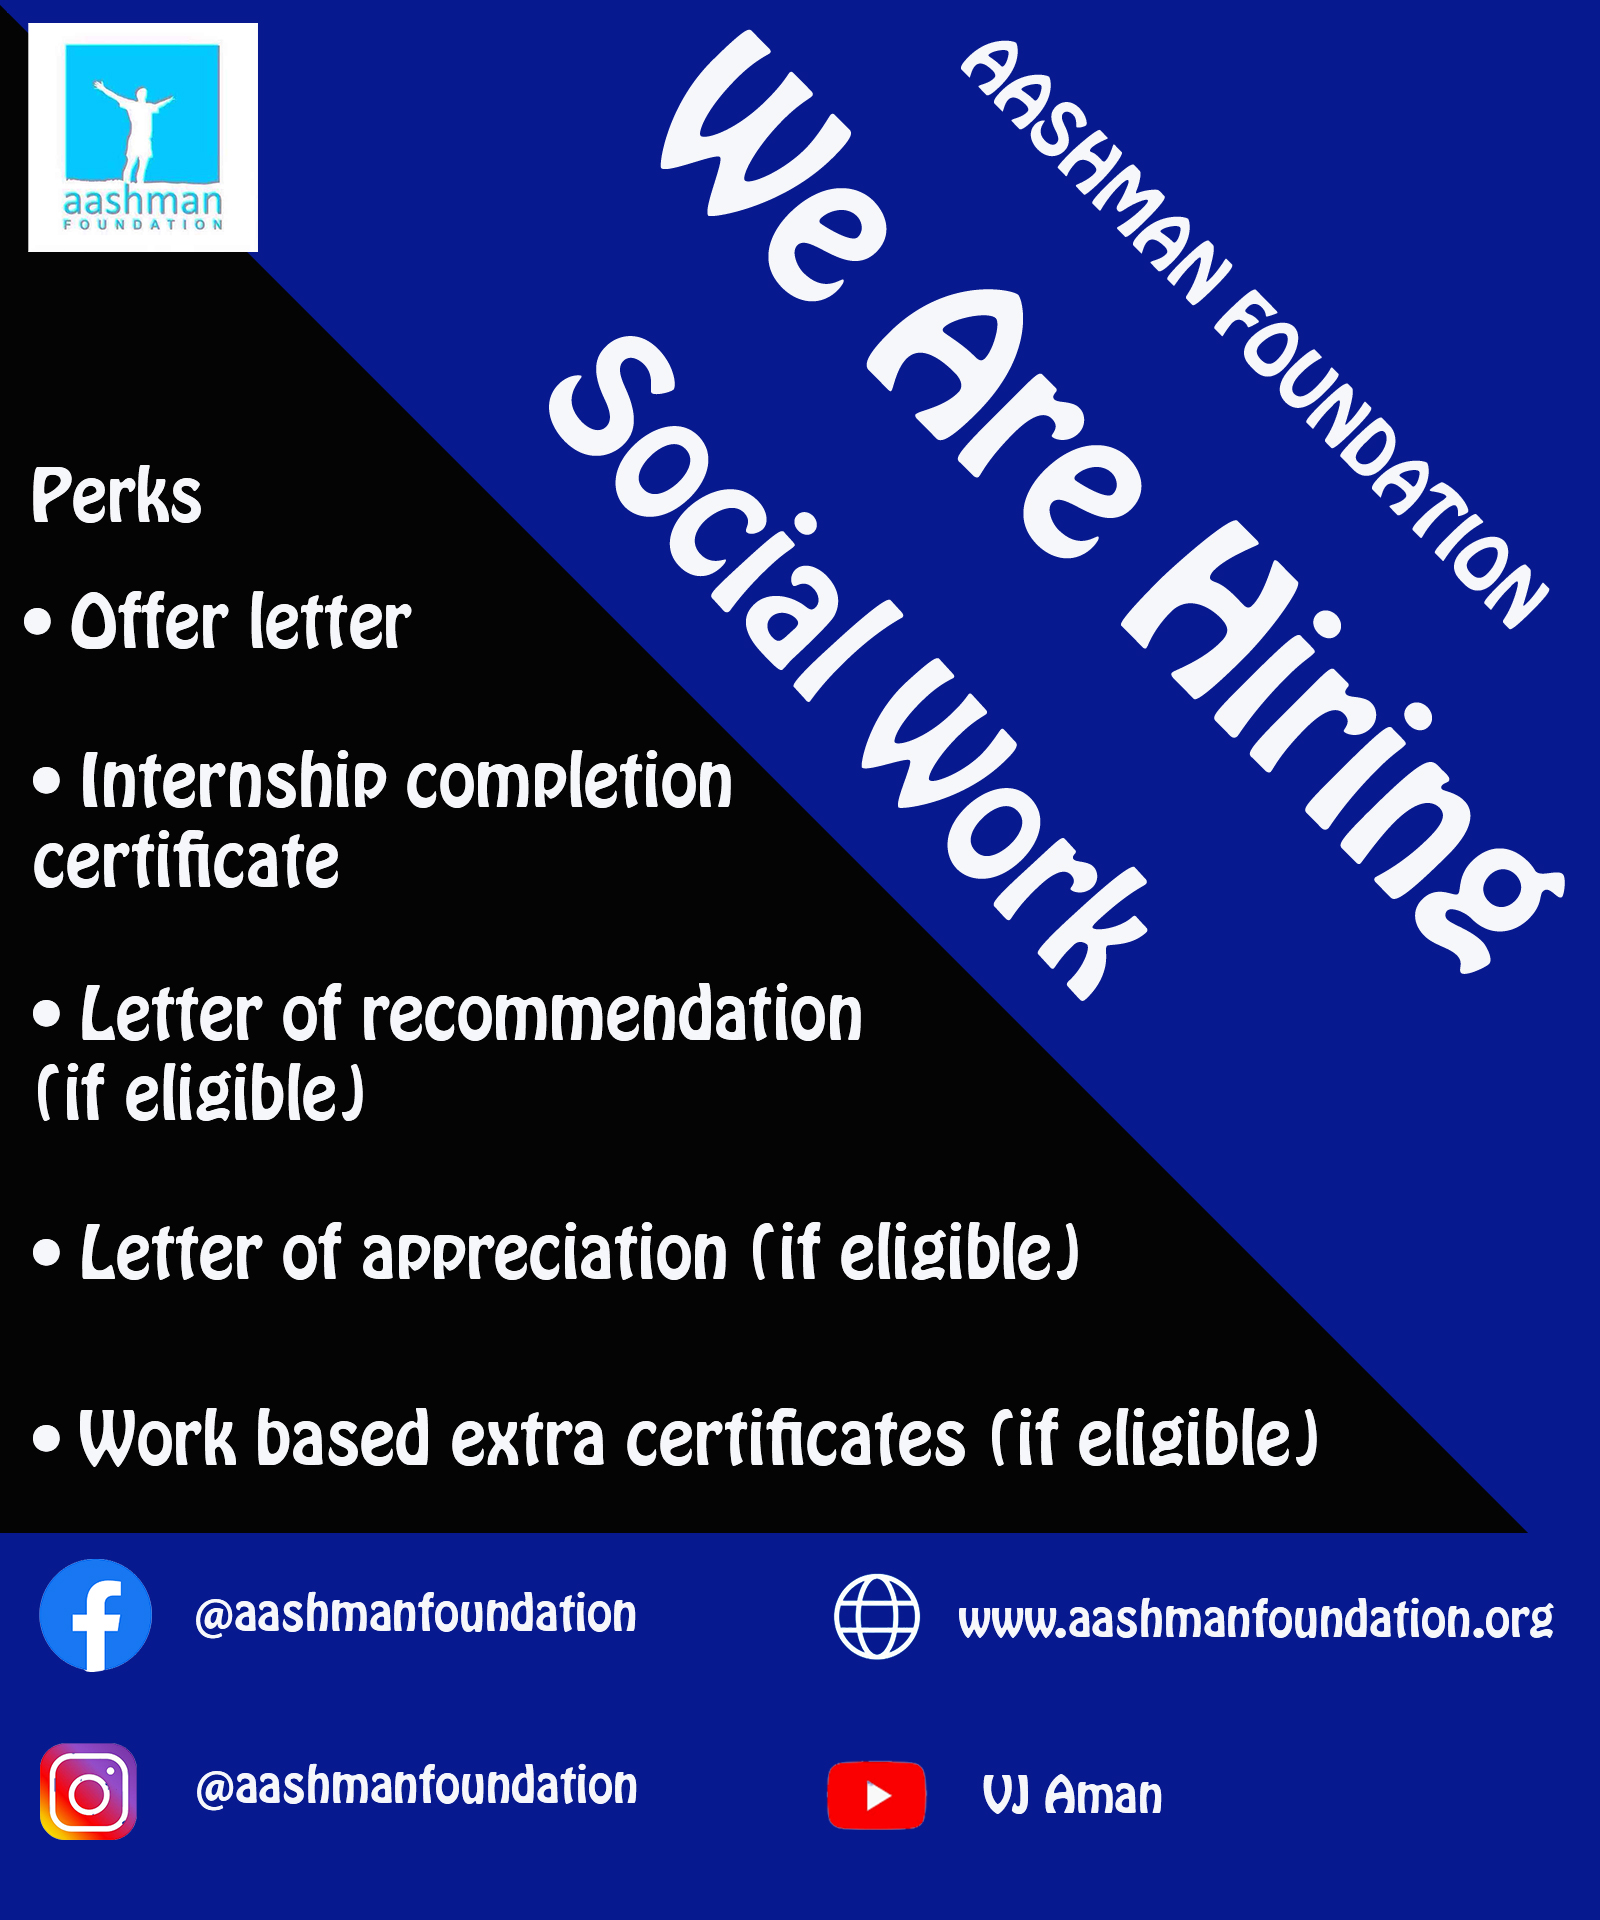 aashman
FOUNDATION
AASHMAN FOUNDATION
We Are Hiring
Social Work
Perks
• Offer letter
• Internship completion
certificate
• Letter of recommendation
(if eligible)
• Letter of appreciation (if eligible)
• Work based extra certificates (if eligible)
@aashmanfoundation
www.aashmanfoundation.org
@aashmanfoundation
VJ Aman